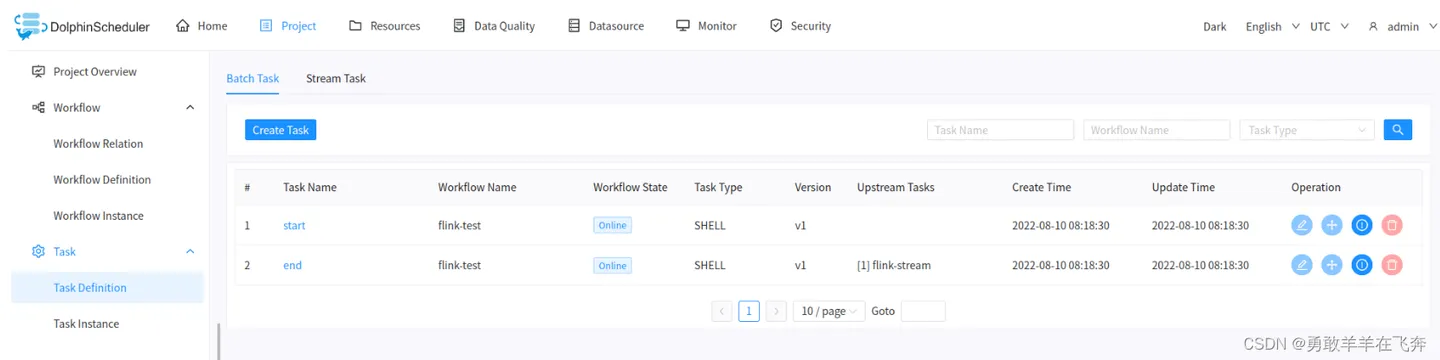 DolphinScheduler Home Project Resources Data Quality Datasource Monitor Security Dark English UTC admin
Project Overview
Workflow
Workflow Relation
Workflow Definition
Workflow Instance
Task
Task Definition
Task Instance
Batch Task Stream Task
Create Task Task Name Workflow Name Task Type
# Task Name Workflow Name Workflow State Task Type Version Upstream Tasks Create Time Update Time Operation
1 start flink-test Online SHELL v1 2022-08-10 08:18:30 2022-08-10 08:18:30
2 end flink-test Online SHELL v1 [1] flink-stream 2022-08-10 08:18:30 2022-08-10 08:18:30
1 10 / page Goto
CSDN @勇敢羊羊在飞奔